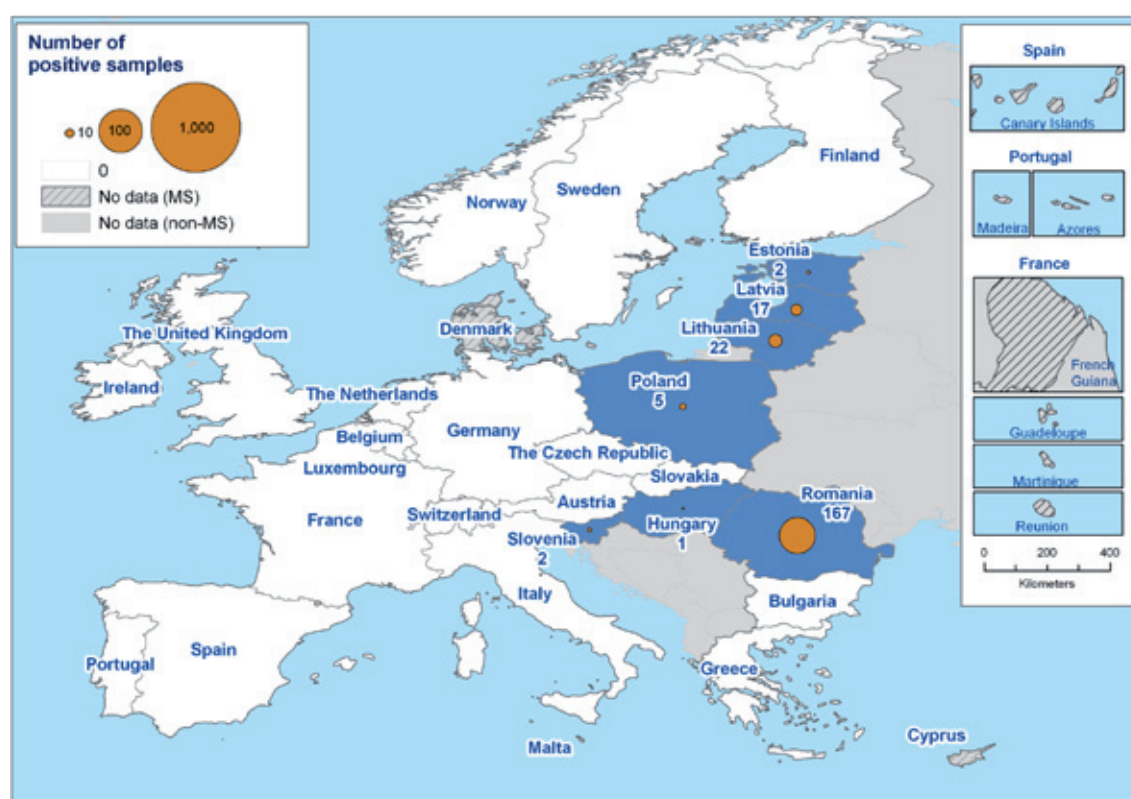 Number of
positive samples
10
100
1,000
0
No data (MS)
No data (non-MS)
Finland
Norway
Sweden
Estonia
2
Latvia
17
Lithuania
22
Denmark
The United Kingdom
Ireland
The Netherlands
Poland
5
Belgium
Germany
The Czech Republic
Luxembourg
Slovakia
Austria
Romania
167
France
Switzerland
Hungary
1
Slovenia
2
Italy
Bulgaria
Portugal
Spain
Greece
Malta
Cyprus
Spain
Canary Islands
Portugal
Madeira
Azores
France
French
Guiana
Guadeloupe
Martinique
Reunion
0 200 400
Kilometers